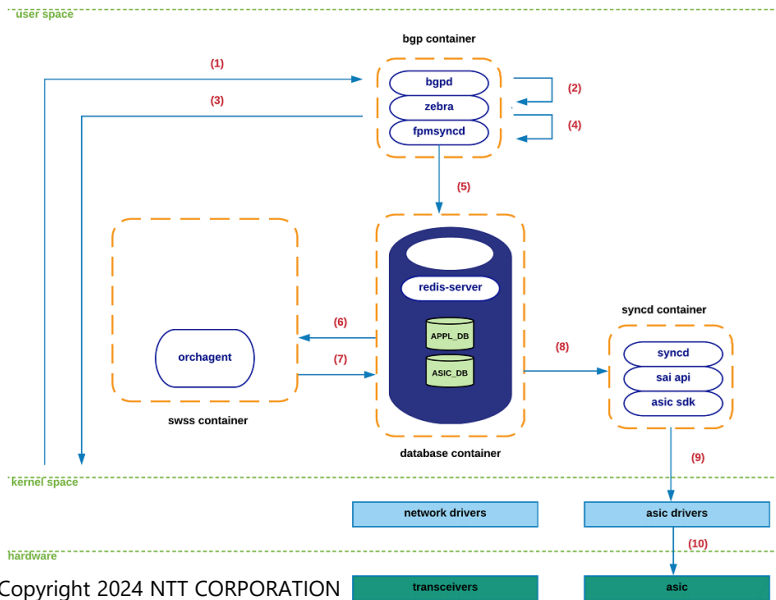 user space
bgp container
(1)
bgpd
(2)
(3)
zebra
(4)
fpmsyncd
(5)
redis-server
syncd container
(6)
APPL_DB
(8)
orchagent
(7)
ASIC_DB
syncd
sai api
asic sdk
swss container
database container
(9)
kernel space
network drivers
asic drivers
(10)
hardware
Copyright 2024 NTT CORPORATION
transceivers
asic